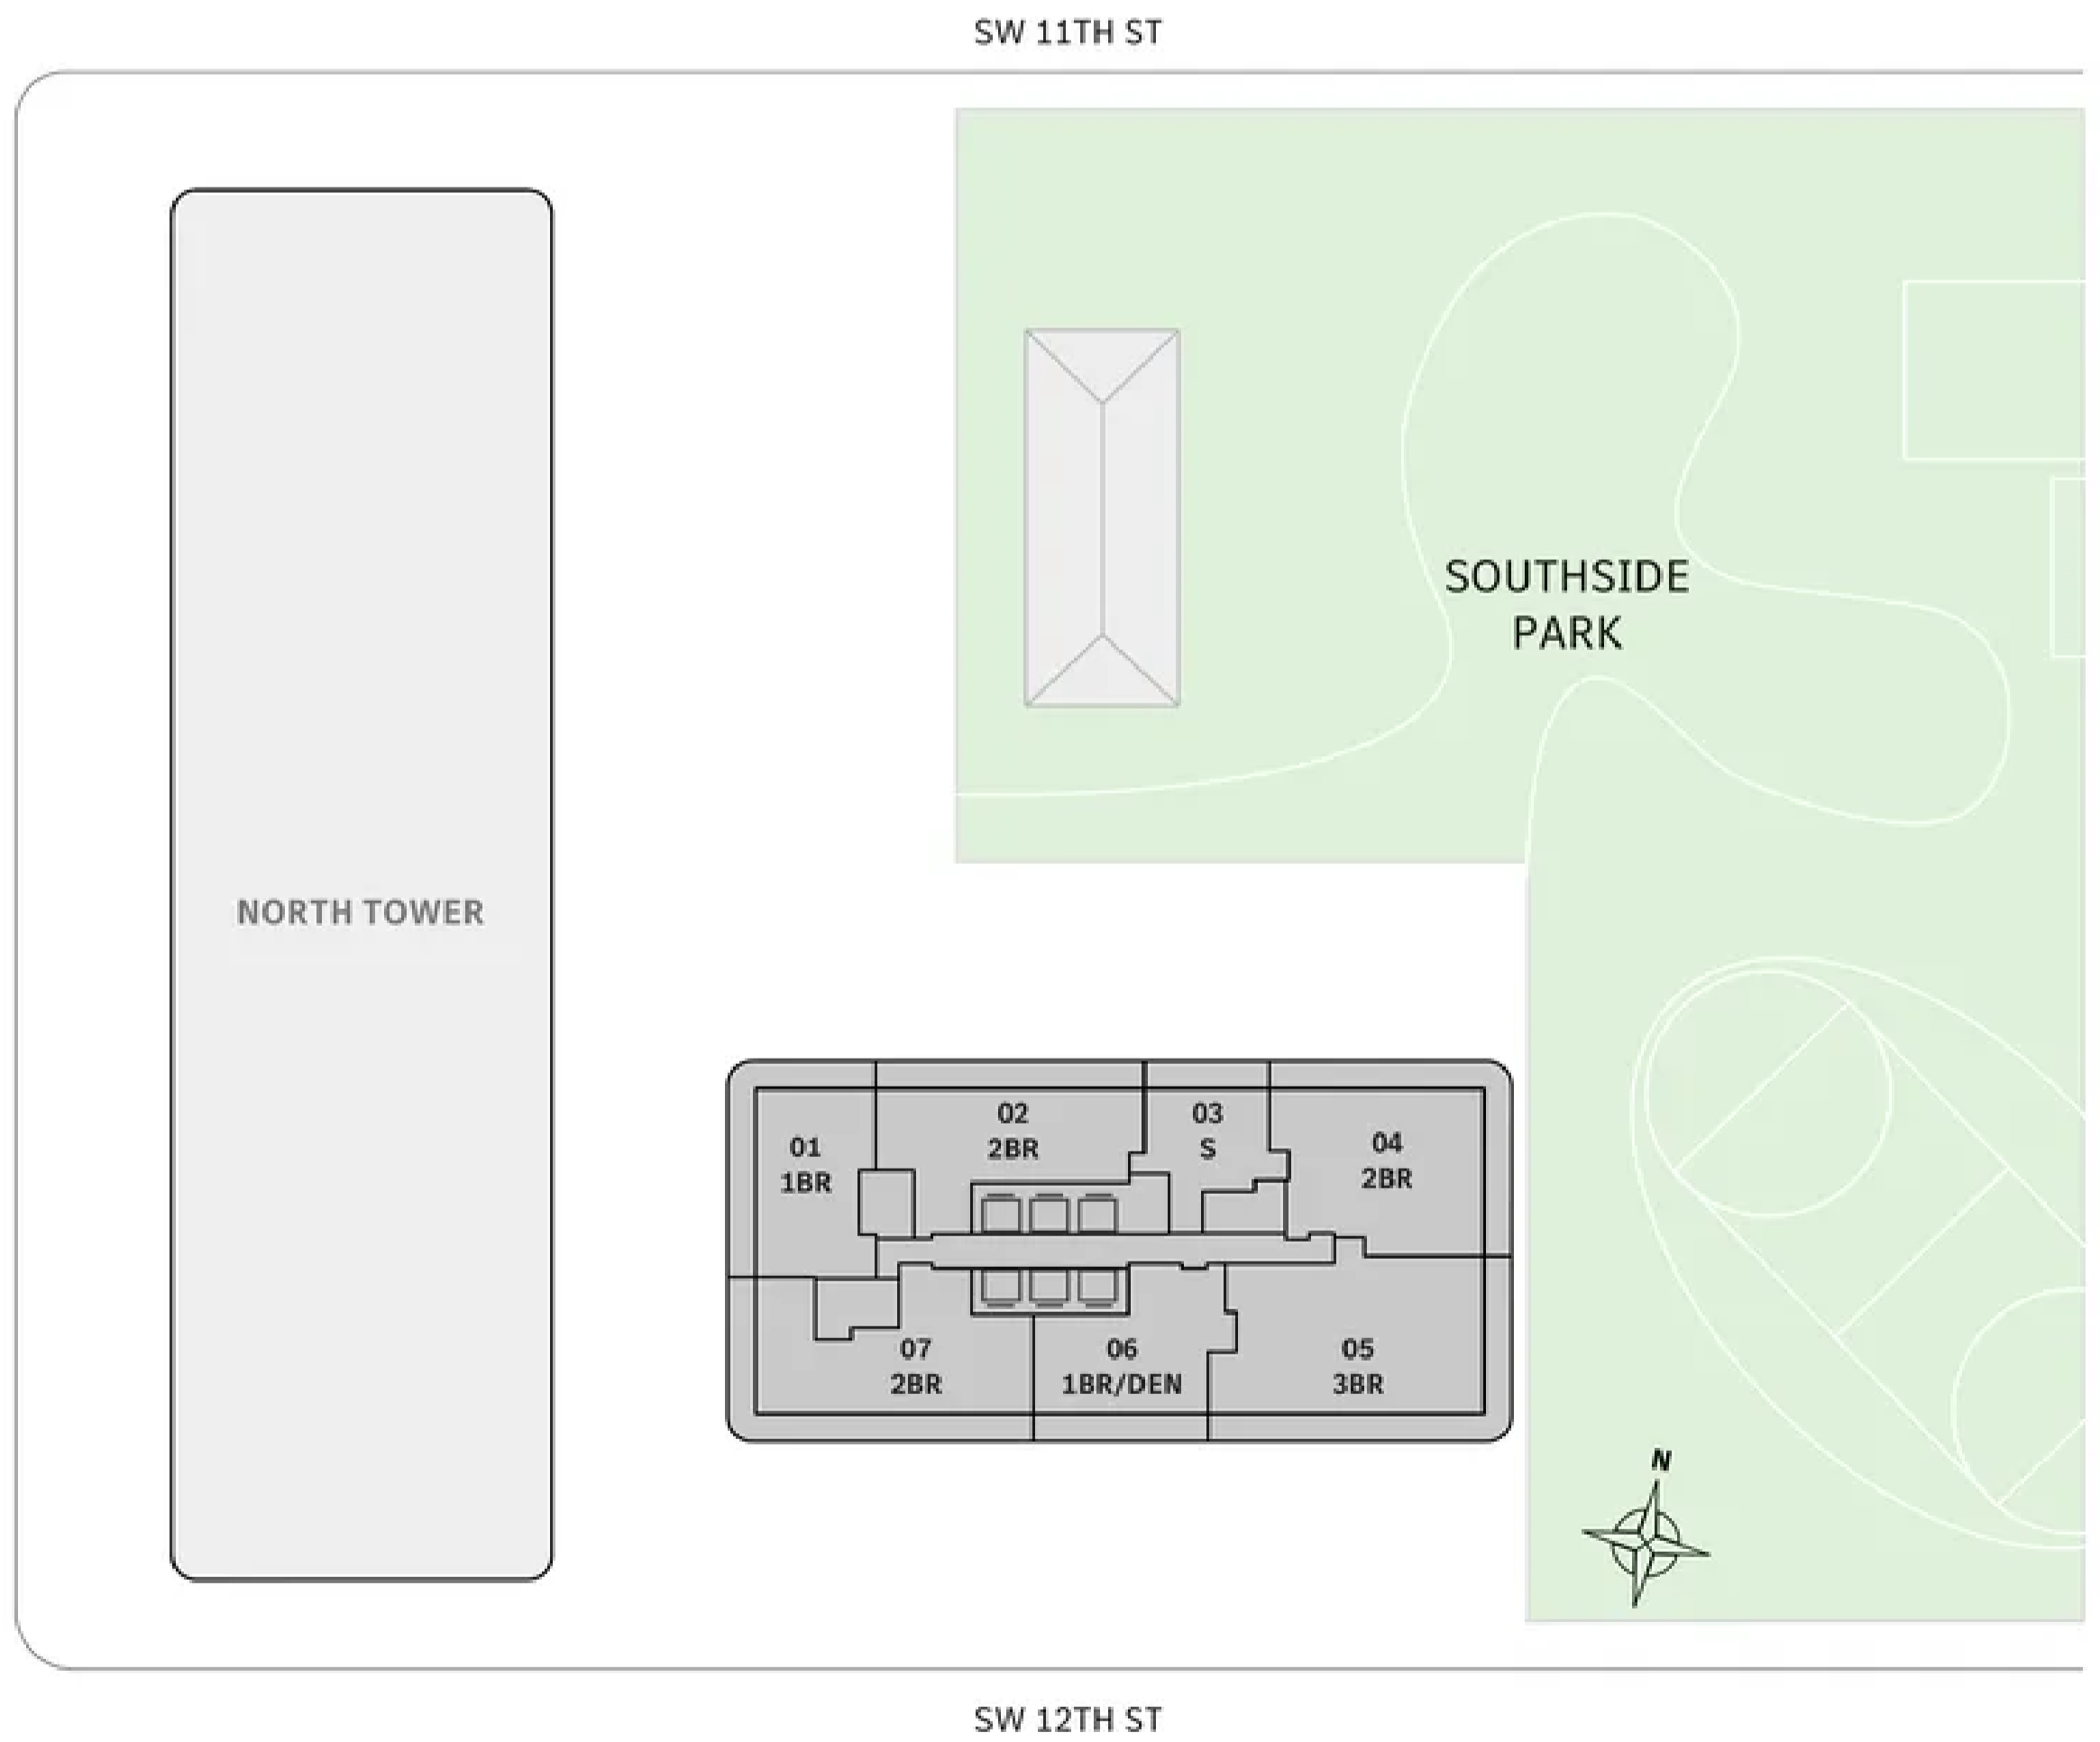 SW 11TH ST
SOUTHSIDE
PARK
NORTH TOWER
01
1BR
02
2BR
03
S
04
2BR
07
2BR
06
1BR/DEN
05
3BR
N
SW 12TH ST